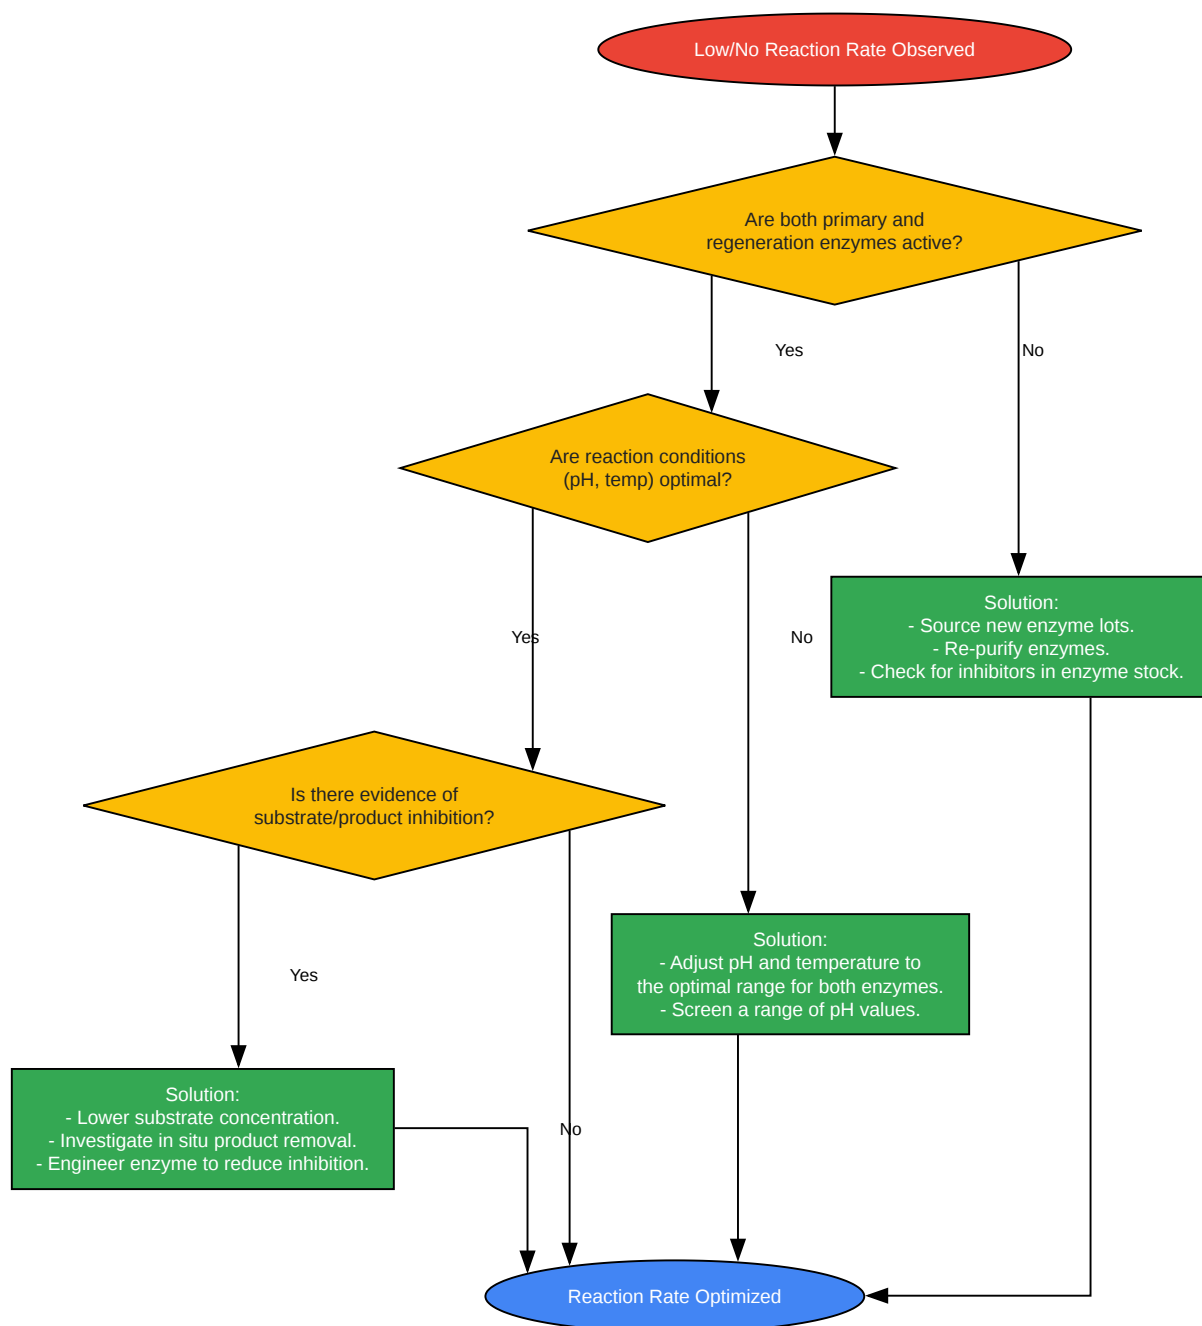 Low/No Reaction Rate Observed
Are both primary and
regeneration enzymes active?
Yes
No
Are reaction conditions
(pH, temp) optimal?
Yes
No
Solution:
- Source new enzyme lots.
- Re-purify enzymes.
- Check for inhibitors in enzyme stock.
Is there evidence of
substrate/product inhibition?
Yes
No
Solution:
- Adjust pH and temperature to
the optimal range for both enzymes.
- Screen a range of pH values.
Solution:
- Lower substrate concentration.
- Investigate in situ product removal.
- Engineer enzyme to reduce inhibition.
Reaction Rate Optimized